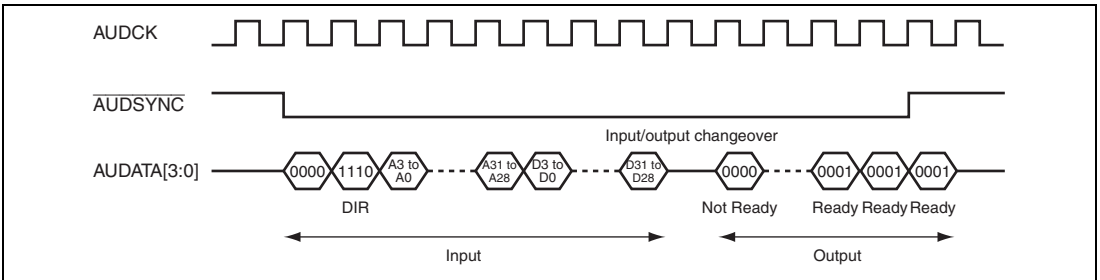 AUDCK
AUDSYNC
Input/output changeover
AUDATA[3:0]
0000
1110
A3 to
A0
A31 to
A28
D3 to
D0
D31 to
D28
0000
0001
0001
0001
DIR
Not Ready
Ready
Ready
Ready
Input
Output